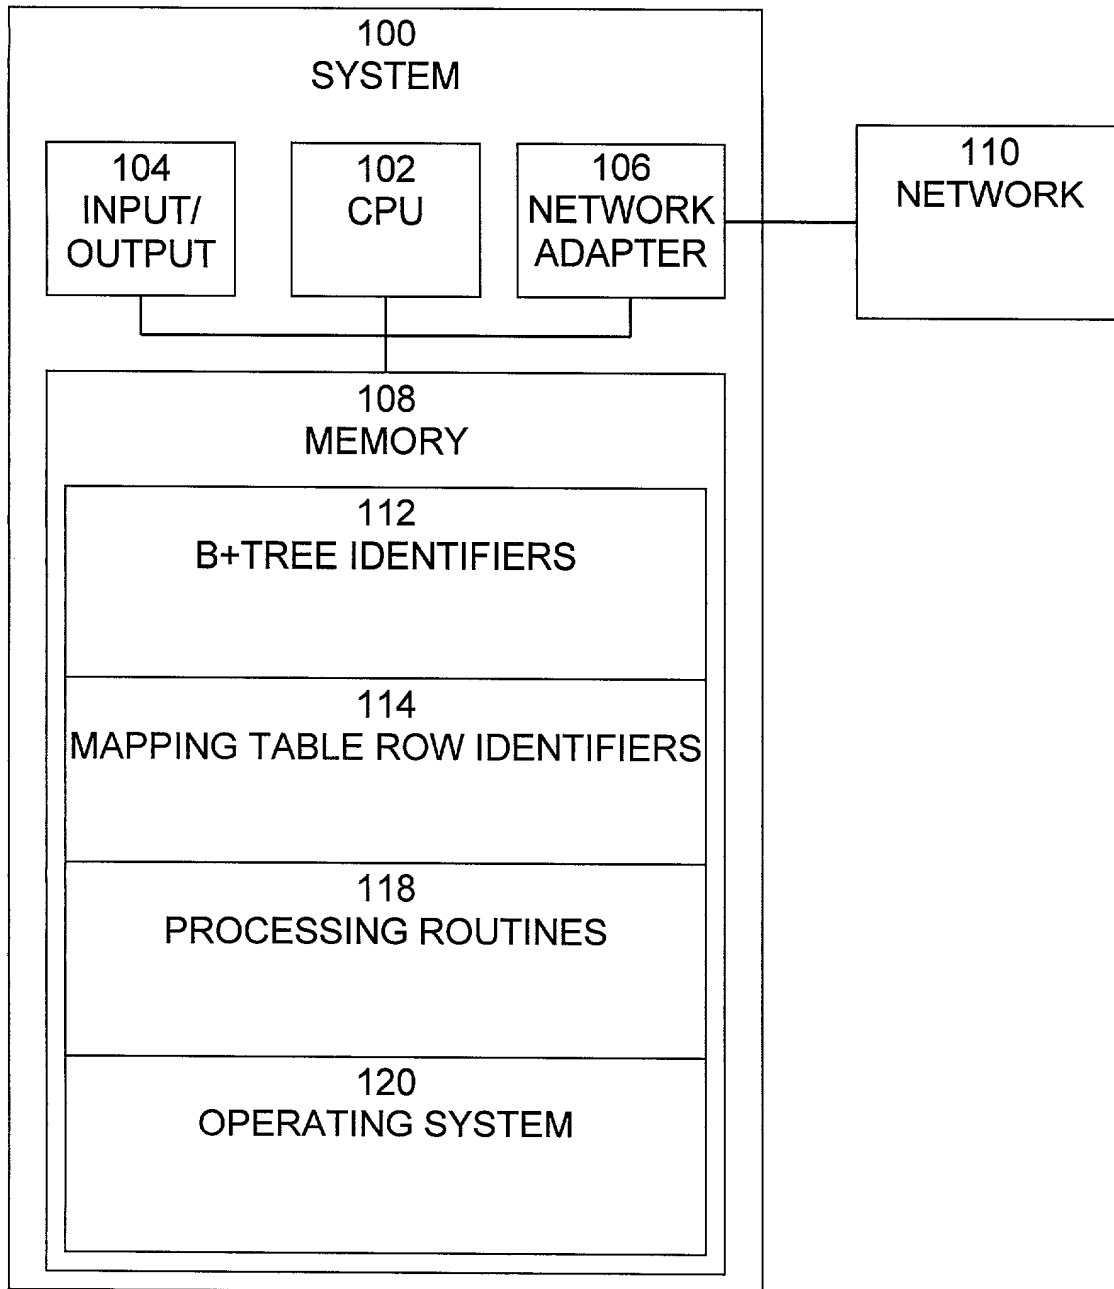 100
SYSTEM
104
INPUT/
OUTPUT
102
CPU
106
NETWORK
ADAPTER
110
NETWORK
108
MEMORY
112
B+TREE IDENTIFIERS
114
MAPPING TABLE ROW IDENTIFIERS
118
PROCESSING ROUTINES
120
OPERATING SYSTEM